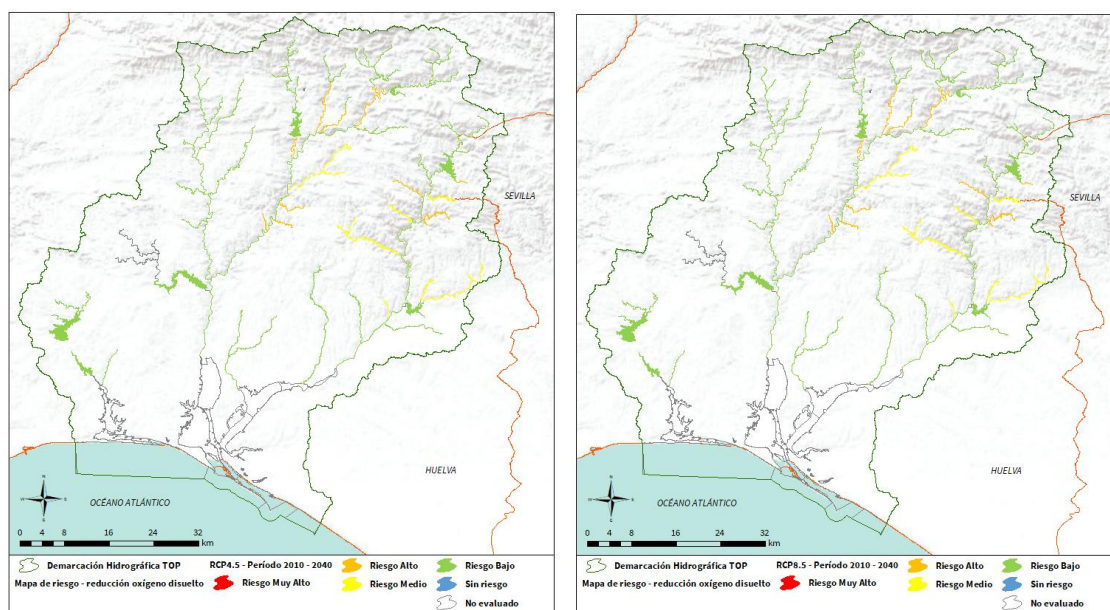 SEVILLA
HUELVA
OCÉANO ATLÁNTICO
N
W E
S
0 4 8 16 24 32
km
Demarcación Hidrográfica TOP
RCP4.5 - Período 2010 - 2040
Riesgo Alto
Riesgo Bajo
Mapa de riesgo - reducción oxígeno disuelto
Riesgo Muy Alto
Riesgo Medio
Sin riesgo
No evaluado
SEVILLA
HUELVA
OCÉANO ATLÁNTICO
N
W E
S
0 4 8 16 24 32
km
Demarcación Hidrográfica TOP
RCP8.5 - Período 2010 - 2040
Riesgo Alto
Riesgo Bajo
Mapa de riesgo - reducción oxígeno disuelto
Riesgo Muy Alto
Riesgo Medio
Sin riesgo
No evaluado